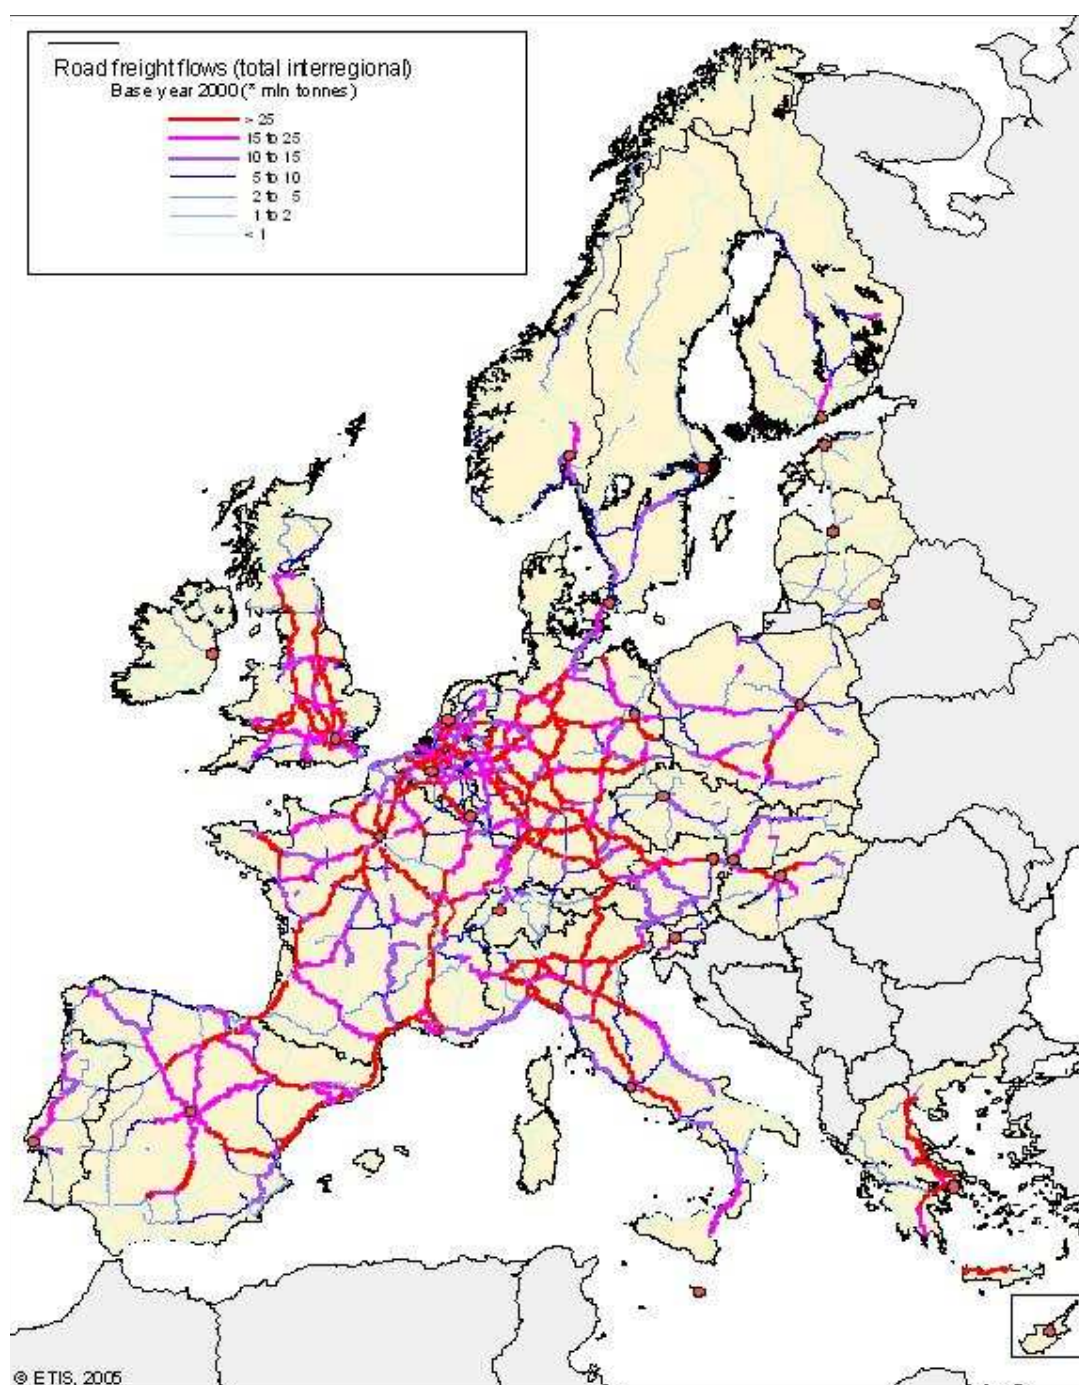 Road freight flows (total interregional)
Base year 2000 (* mln tonnes)
> 25
15 to 25
10 to 15
5 to 10
2 to 5
1 to 2
< 1
© ETIS, 2005